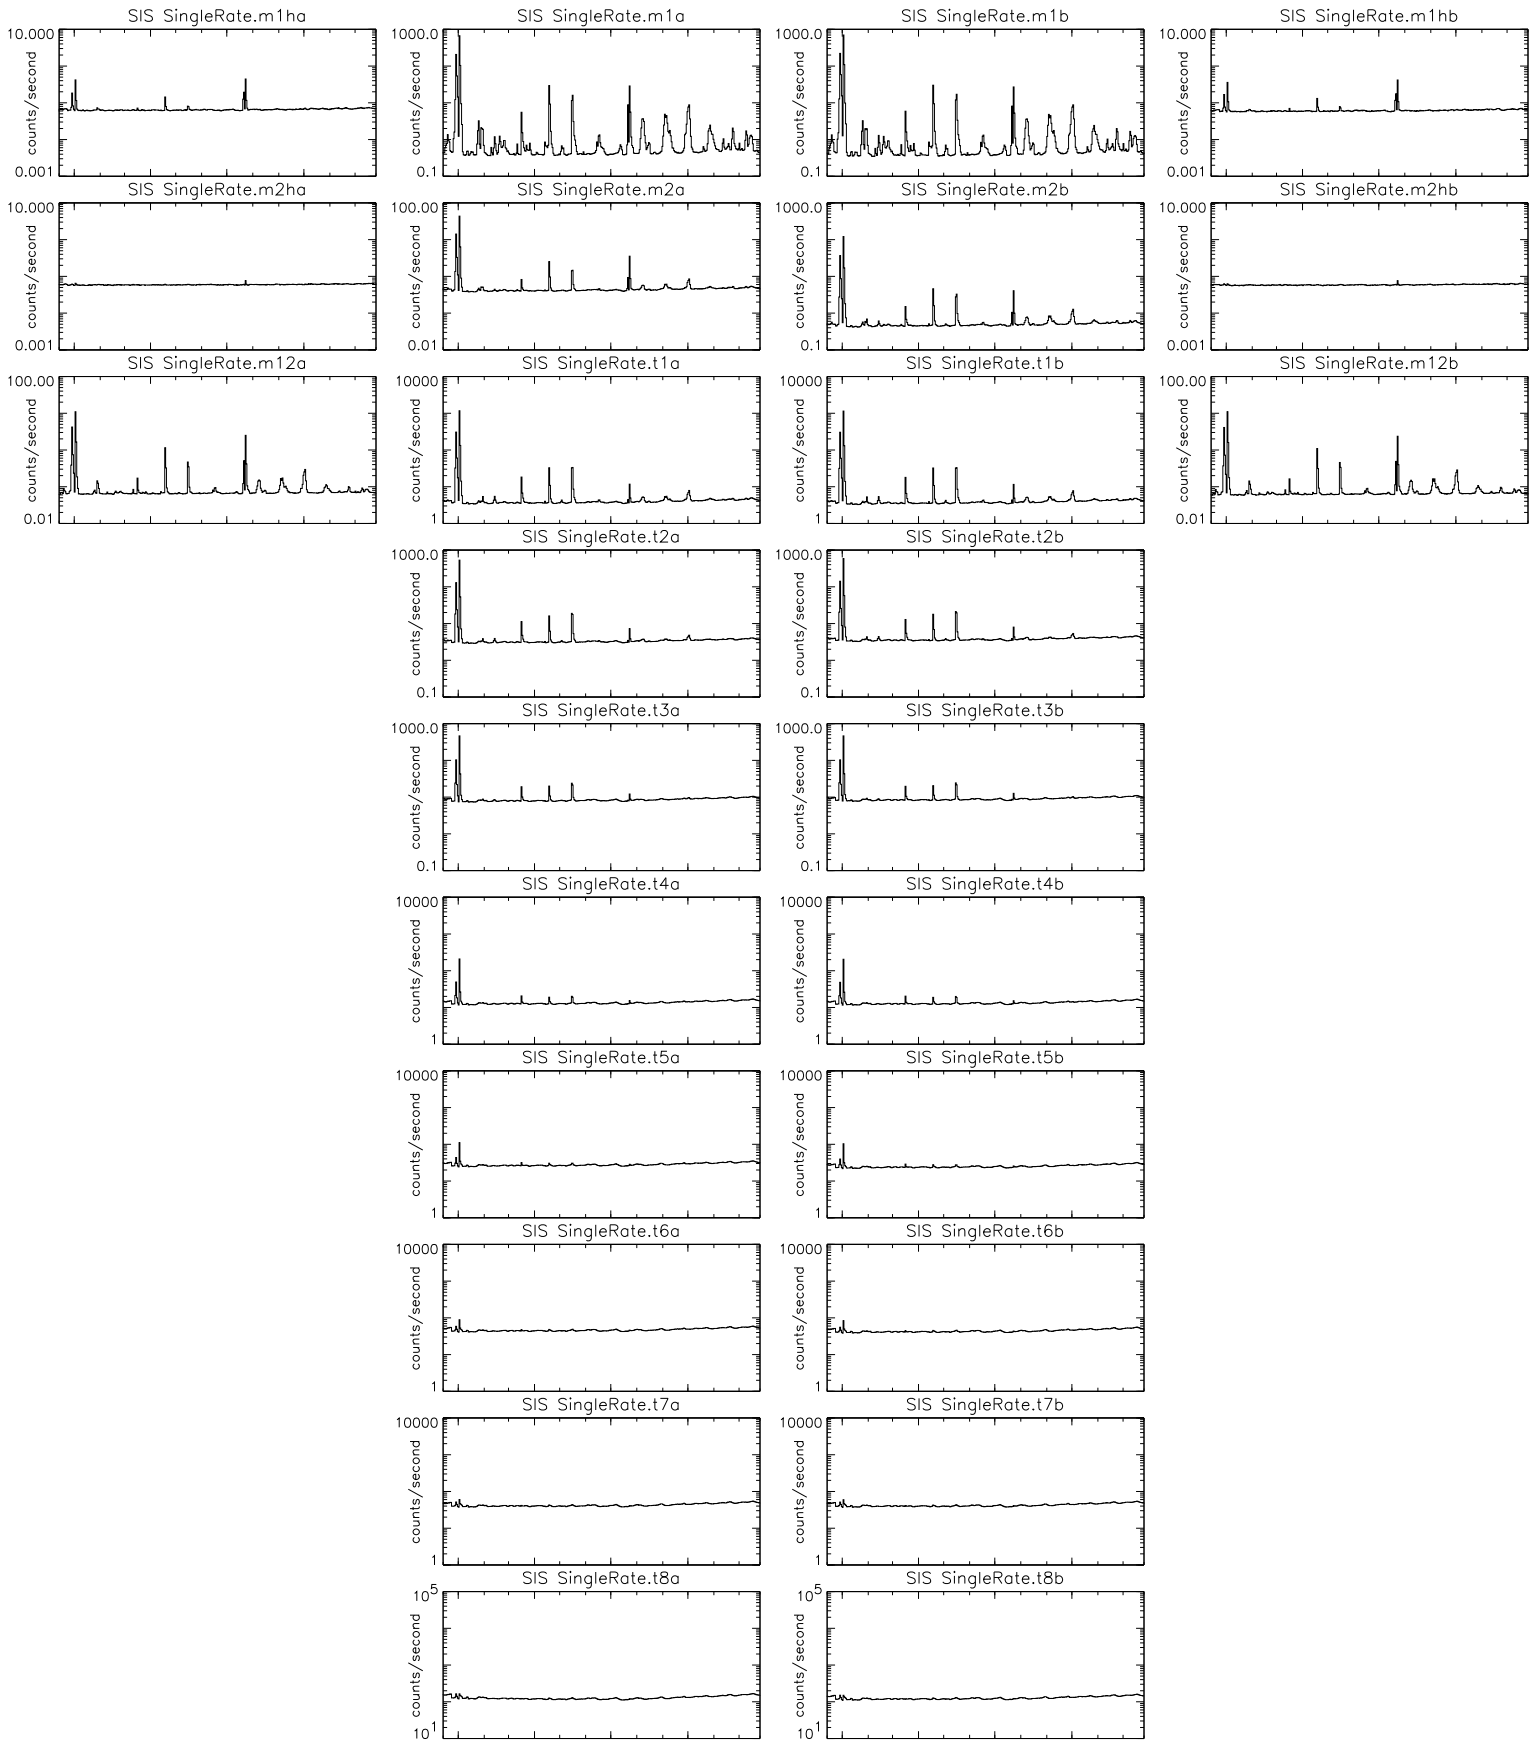 SIS SingleRate.m1ha
10.000
counts/second
0.001
SIS SingleRate.m1a
1000.0
0.1
SIS SingleRate.m1b
1000.0
counts/second
0.1
SIS SingleRate.m1hb
10.000
counts/second
0.001
SIS SingleRate.m2ha
10.000
counts/second
0.001
SIS SingleRate.m2a
100.00
counts/second
0.01
SIS SingleRate.m2b
1000.0
counts/second
0.1
SIS SingleRate.m2hb
10.000
counts/second
0.001
SIS SingleRate.m12a
100.00
counts/second
0.01
SIS SingleRate.t1a
10000
counts/second
1
SIS SingleRate.t1b
10000
counts/second
1
SIS SingleRate.m12b
100.00
counts/second
0.01
SIS SingleRate.t2a
1000.0
counts/second
0.1
SIS SingleRate.t2b
1000.0
counts/second
0.1
SIS SingleRate.t3a
1000.0
counts/second
0.1
SIS SingleRate.t3b
1000.0
counts/second
0.1
SIS SingleRate.t4a
10000
counts/second
1
SIS SingleRate.t4b
10000
counts/second
1
SIS SingleRate.t5a
10000
counts/second
1
SIS SingleRate.t5b
10000
counts/second
1
SIS SingleRate.t6a
10000
counts/second
1
SIS SingleRate.t6b
10000
counts/second
1
SIS SingleRate.t7a
10000
counts/second
1
SIS SingleRate.t7b
10000
counts/second
1
SIS SingleRate.t8a
10⁵
counts/second
10¹
SIS SingleRate.t8b
10⁵
counts/second
10¹